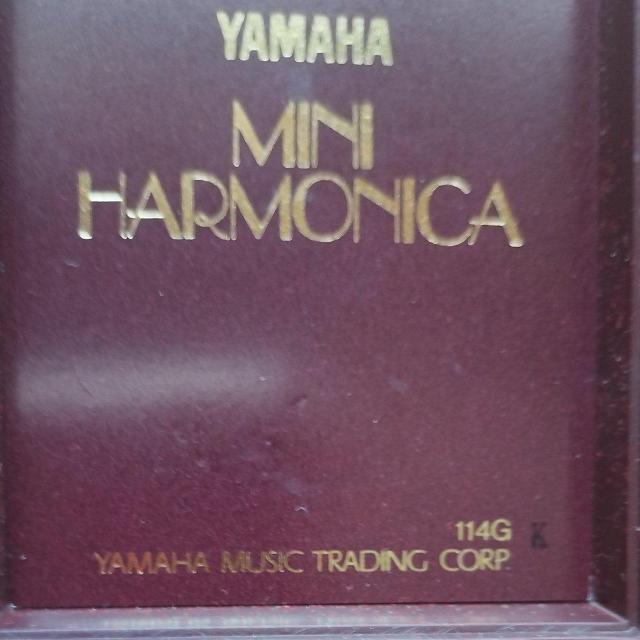 YAMAHA
MINI
HARMONICA
114G K
YAMAHA MUSIC TRADING CORP.